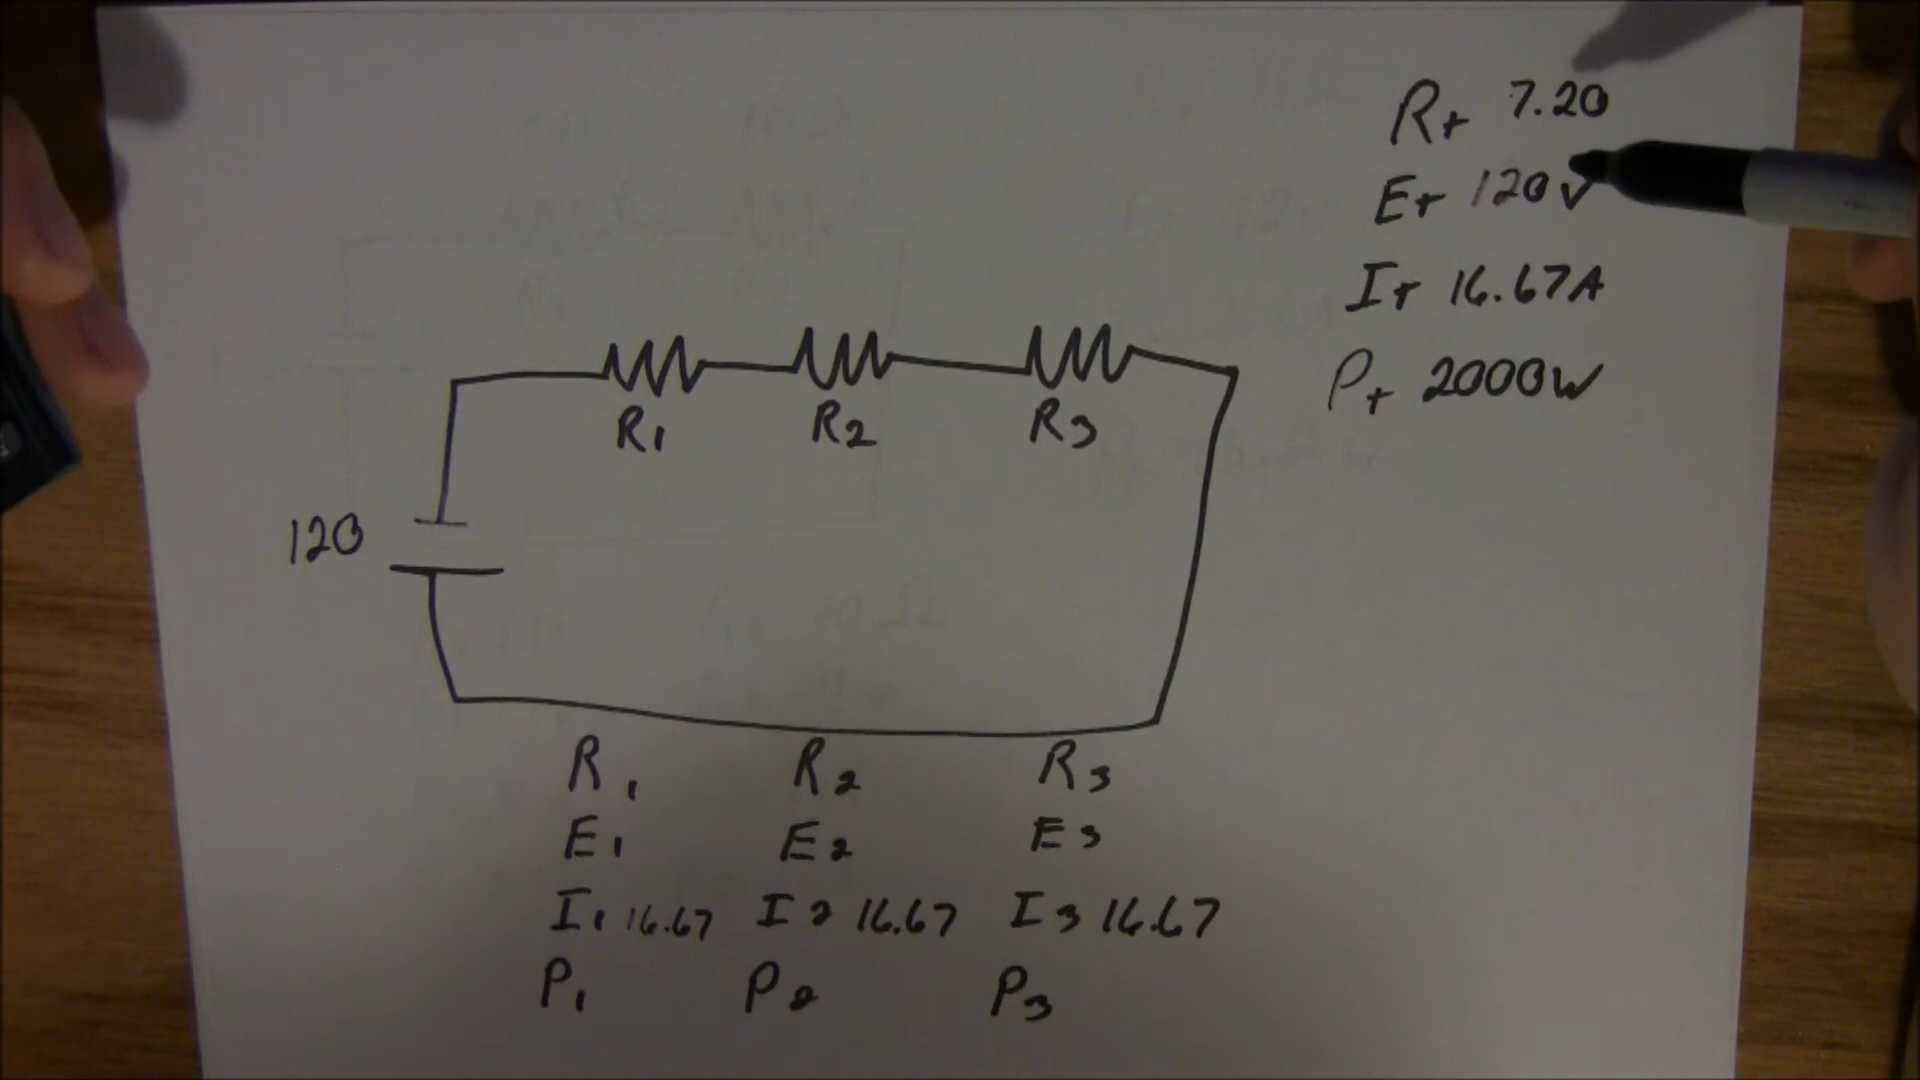 RT 7.20
ET 120V
IT 16.67A
PT 2000W
R1 R2 R3
120
R1 R2 R3
E1 E2 E3
I1 16.67 I2 16.67 I3 16.67
P1 P2 P3